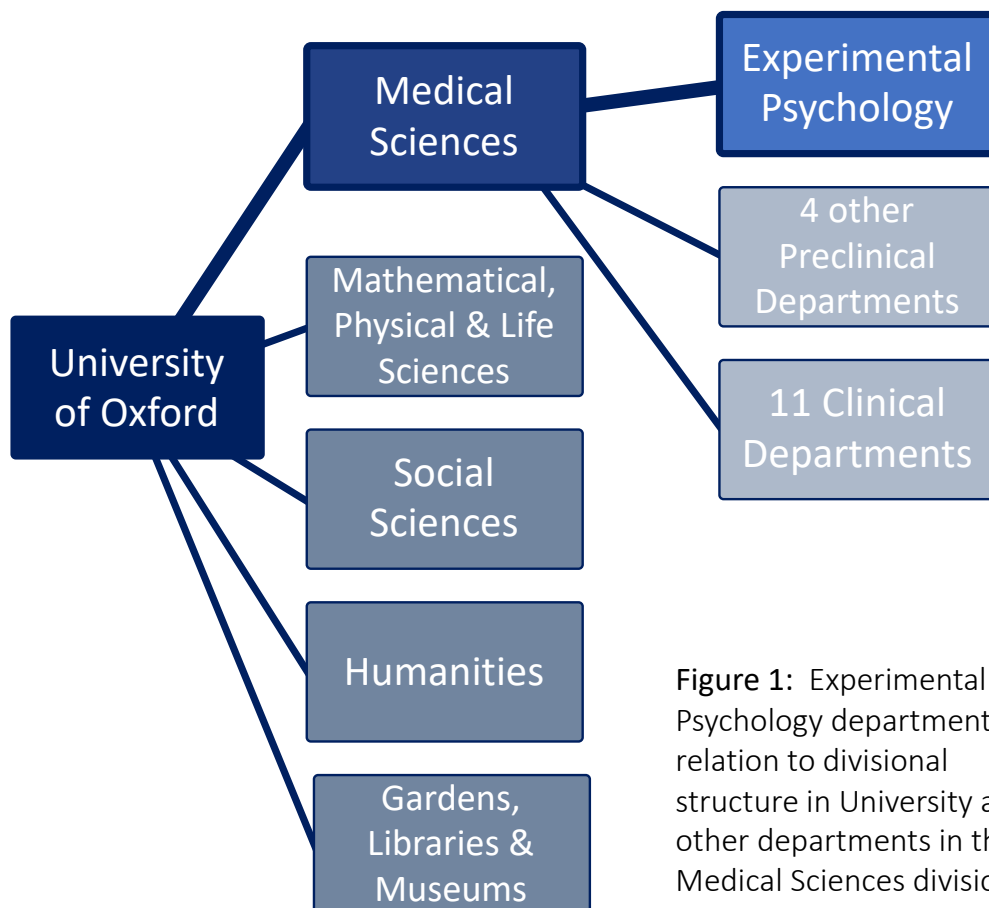 University
of Oxford
Medical
Sciences
Mathematical,
Physical & Life
Sciences
Social
Sciences
Humanities
Gardens,
Libraries &
Museums
Experimental
Psychology
4 other
Preclinical
Departments
11 Clinical
Departments
Figure 1: Experimental
Psychology department
relation to divisional
structure in University
other departments in
Medical Sciences